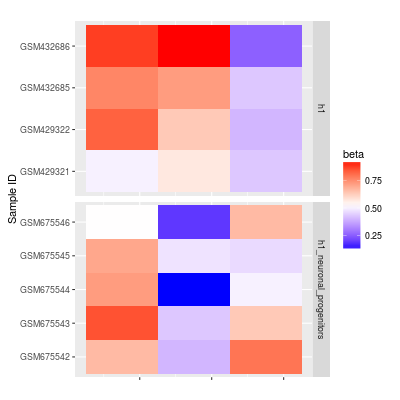 Sample ID
GSM432686
GSM432685
GSM429322
GSM429321
h1
GSM675546
GSM675545
GSM675544
GSM675543
GSM675542
h1_neuronal_progenitors
beta
0.75
0.50
0.25